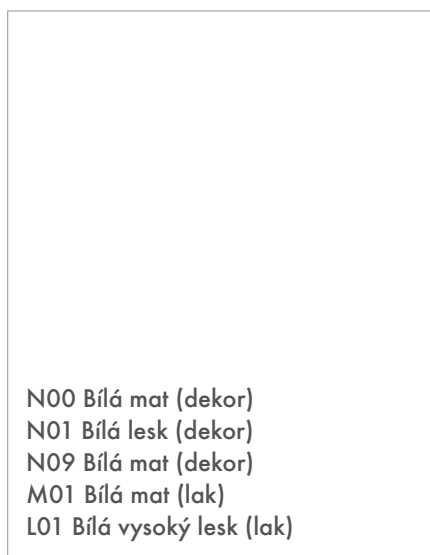 N00 Bílá mat (dekor)
N01 Bílá lesk (dekor)
N09 Bílá mat (dekor)
M01 Bílá mat (lak)
L01 Bílá vysoký lesk (lak)